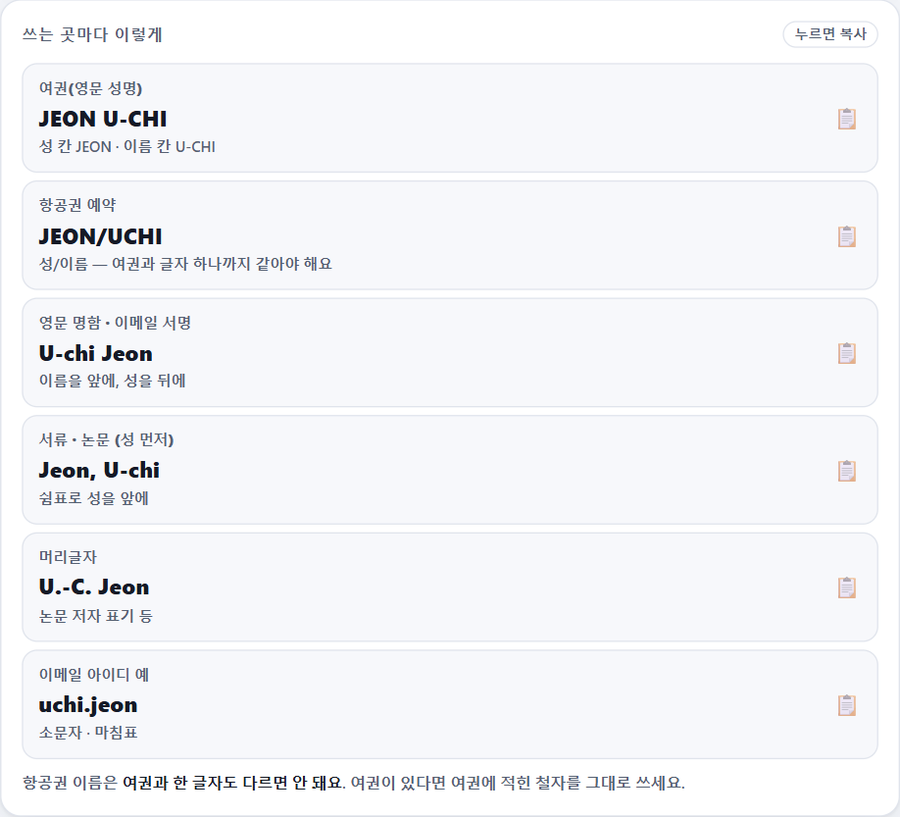 쓰는 곳마다 이렇게
누르면 복사
여권(영문 성명)
JEON U-CHI
성 칸 JEON · 이름 칸 U-CHI
항공권 예약
JEON/UCHI
성/이름 — 여권과 글자 하나까지 같아야 해요
영문 명함 · 이메일 서명
U-chi Jeon
이름을 앞에, 성을 뒤에
서류 · 논문 (성 먼저)
Jeon, U-chi
쉼표로 성을 앞에
머리글자
U.-C. Jeon
논문 저자 표기 등
이메일 아이디 예
uchi.jeon
소문자 · 마침표
항공권 이름은 여권과 한 글자도 다르면 안 돼요. 여권이 있다면 여권에 적힌 철자를 그대로 쓰세요.